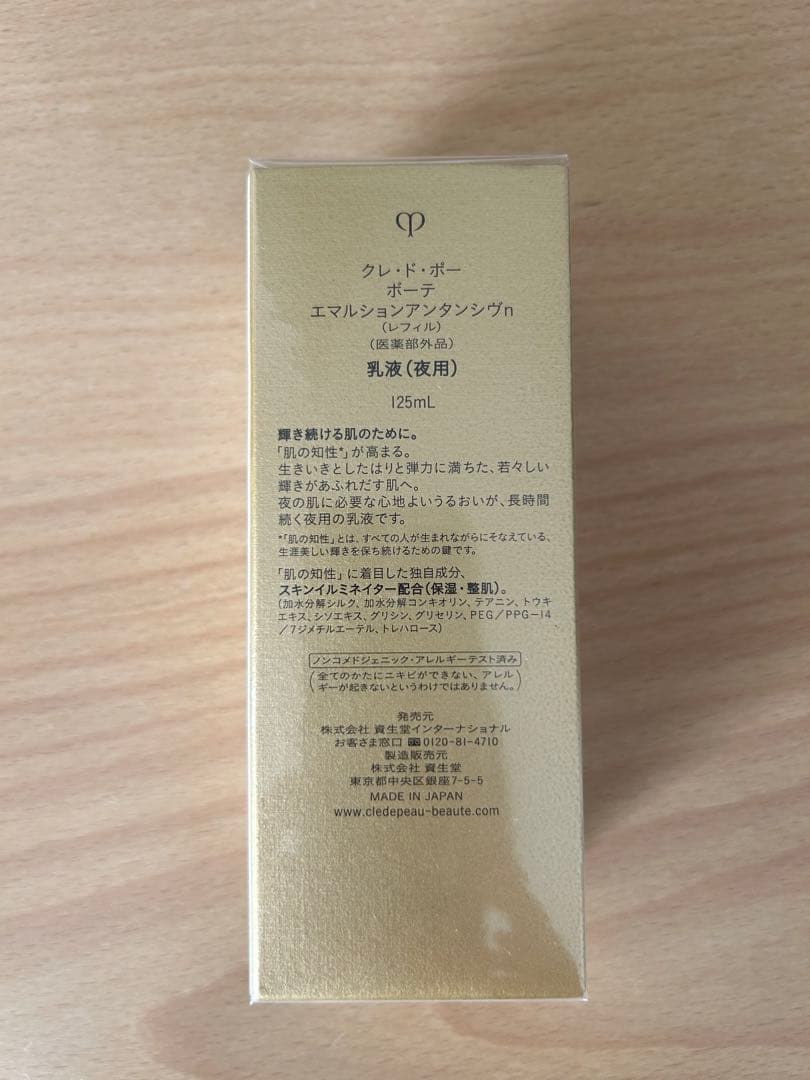 クレ・ド・ポー
ボーテ
エマルションアンタンシヴn
（レフィル）
（医薬部外品）
乳液（夜用）
125mL
輝き続ける肌のために。
「肌の知性*」が高まる。
生きいきとしたはりと弾力に満ちた、若々しい
輝きがあふれだす肌へ。
夜の肌に必要な心地よいうるおいが、長時間
続く夜用の乳液です。
*「肌の知性」とは、すべての人が生まれながらにそなえている、
生涯美しい輝きを保ち続けるための鍵です。
「肌の知性」に着目した独自成分、
スキンイルミネイター配合（保湿・整肌）。
（加水分解シルク、加水分解コンキオリン、テアニン、トウキ
エキス、シソエキス、グリシン、グリセリン、PEG／PPG-14
／7ジメチルエーテル、トレハロース）
ノンコメドジェニック・アレルギーテスト済み
（全てのかたにニキビができない、アレル
ギーが起きないというわけではありません。）
発売元
株式会社 資生堂インターナショナル
お客さま窓口 0120-81-4710
製造販売元
株式会社 資生堂
東京都中央区銀座7-5-5
MADE IN JAPAN
www.cledepeau-beaute.com